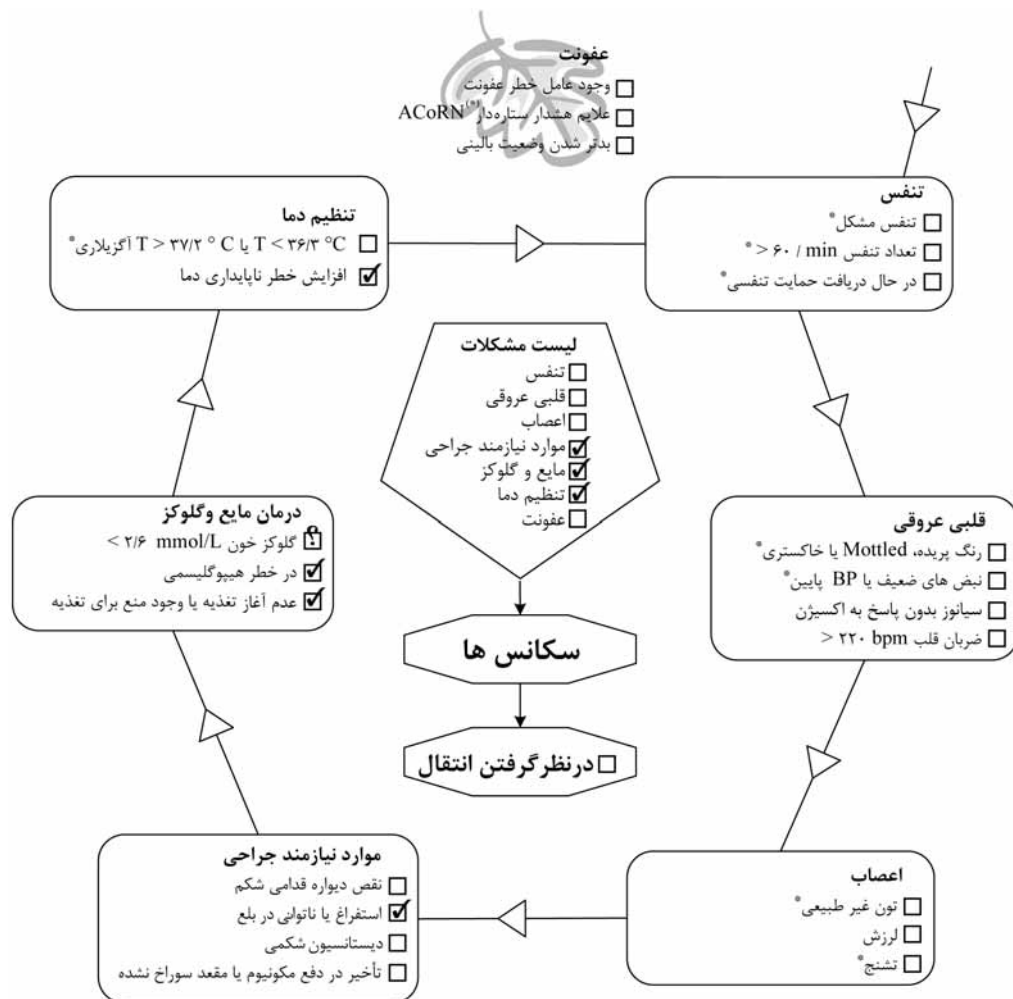 عفونت
وجود عامل خطر عفونت
علایم هشدار ستاره‌دار(*) ACoRN
بدتر شدن وضعیت بالینی
تنفس
تنفس مشکل*
تعداد تنفس ۶۰ / min < *
در حال دریافت حمایت تنفسی*
تنظیم دما
T < ۳۶/۳ °C یا T > ۳۷/۲ ° C آگزیلاری*
افزایش خطر ناپایداری دما
لیست مشکلات
تنفس
قلبی عروقی
اعصاب
موارد نیازمند جراحی
مایع و گلوکز
تنظیم دما
عفونت
قلبی عروقی
رنگ پریده، Mottled یا خاکستری*
نبض های ضعیف یا BP پایین*
سیانوز بدون پاسخ به اکسیژن
ضربان قلب ۲۲۰ bpm <
درمان مایع وگلوکز
گلوکز خون ۲/۶ mmol/L >
در خطر هیپوگلیسمی
عدم آغاز تغذیه یا وجود منع برای تغذیه
سکانس ها
درنظرگرفتن انتقال
اعصاب
تون غیر طبیعی*
لرزش
تشنج*
موارد نیازمند جراحی
نقص دیواره قدامی شکم
استفراغ یا ناتوانی در بلع
دیستانسیون شکمی
تأخیر در دفع مکونیوم یا مقعد سوراخ نشده